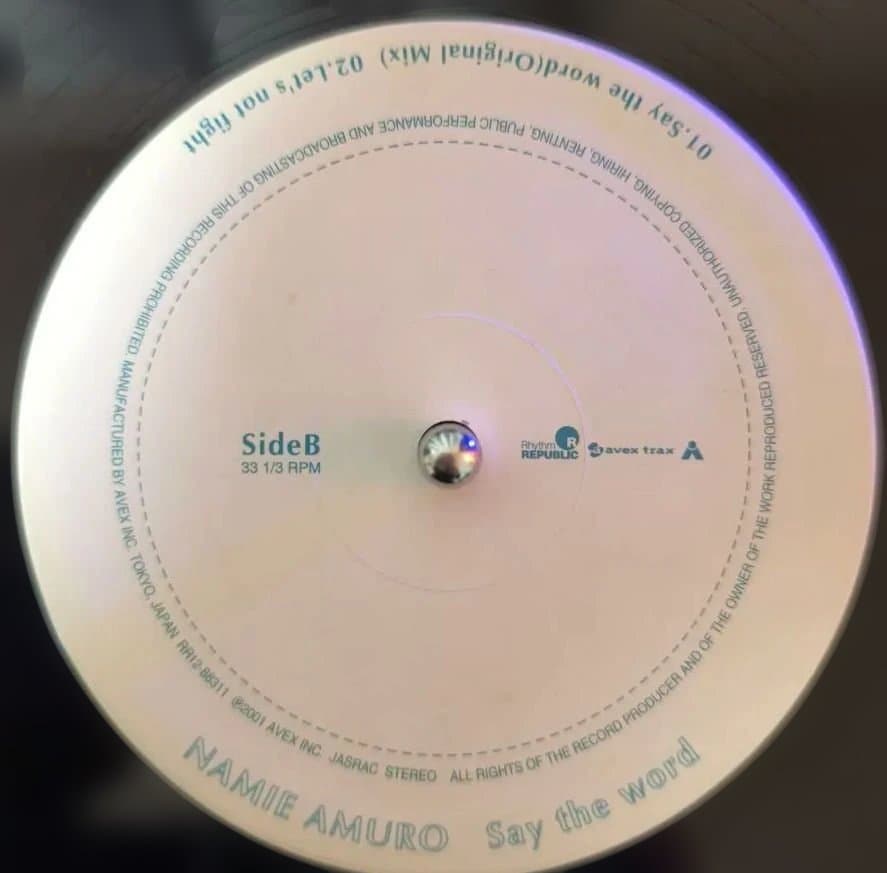 01.Say the word(Original Mix) 02.Let's not fight
UNAUTHORIZED COPYING, HIRING, RENTING, PUBLIC PERFORMANCE AND BROADCASTING OF THIS RECORDING PROHIBITED. MANUFACTURED BY AVEX INC. TOKYO, JAPAN RR12-88311 ℗2001 AVEX INC. JASRAC STEREO ALL RIGHTS OF THE RECORD PRODUCER AND OF THE OWNER OF THE WORK REPRODUCED RESERVED.
SideB
33 1/3 RPM
Rhythm R
REPUBLIC
avex trax
NAMIE AMURO Say the word